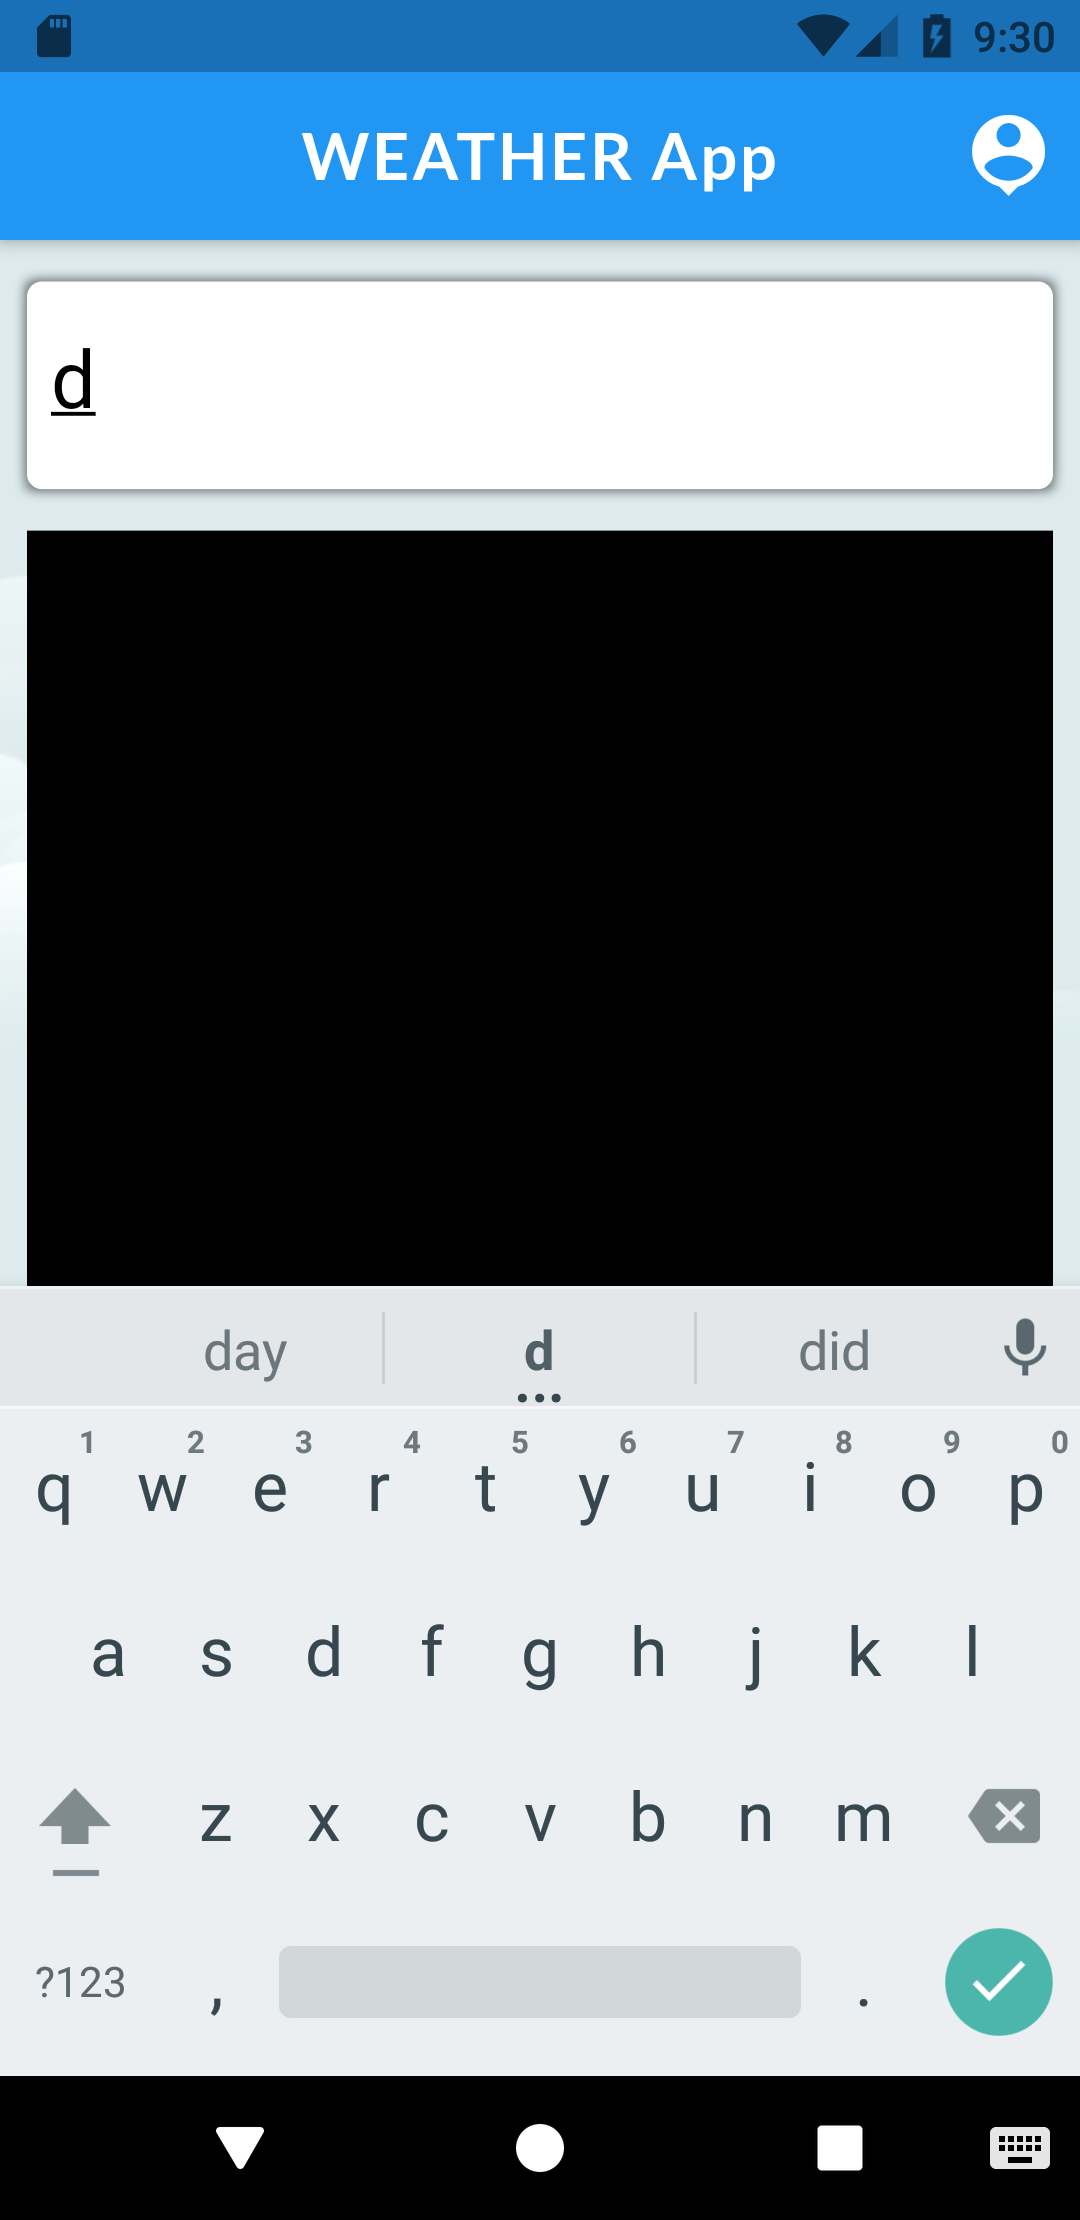 9:30
WEATHER App
d
day d did
1 2 3 4 5 6 7 8 9 0
q w e r t y u i o p
a s d f g h j k l
z x c v b n m
?123 , .